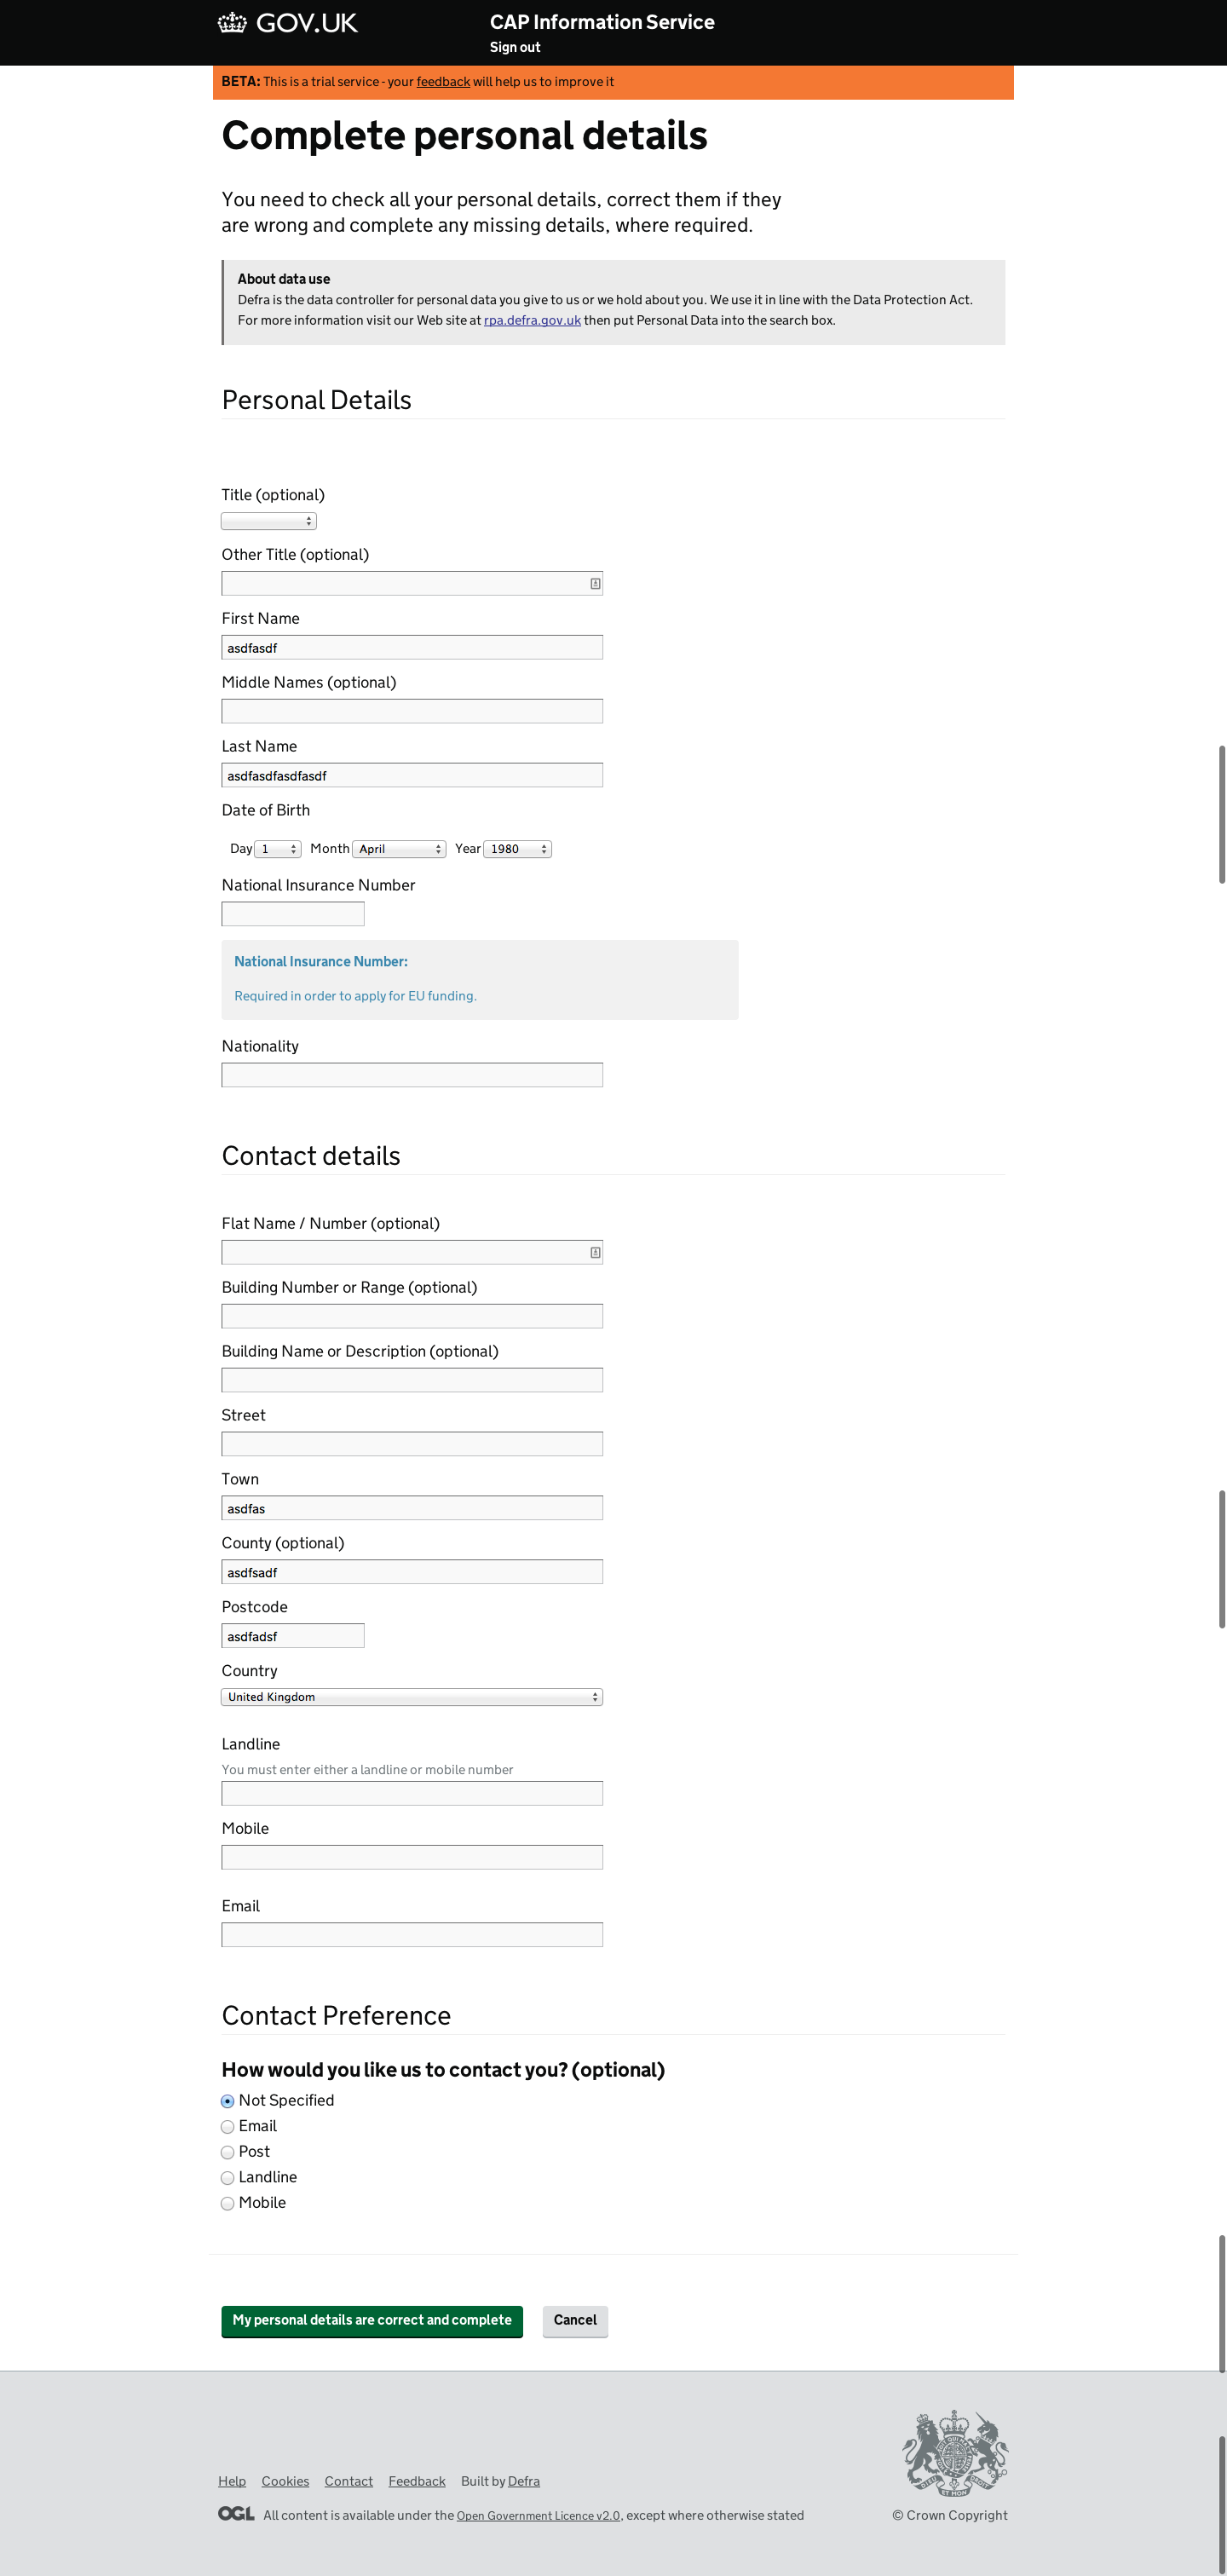 GOV.UK
CAP Information Service
Sign out
BETA: This is a trial service - your feedback will help us to improve it
Complete personal details
You need to check all your personal details, correct them if they
are wrong and complete any missing details, where required.
About data use
Defra is the data controller for personal data you give to us or we hold about you. We use it in line with the Data Protection Act.
For more information visit our Web site at rpa.defra.gov.uk then put Personal Data into the search box.
Personal Details
Title (optional)
Other Title (optional)
First Name
asdfasdf
Middle Names (optional)
Last Name
asdfasdfasdfasdf
Date of Birth
Day 1 Month April Year 1980
National Insurance Number
National Insurance Number:
Required in order to apply for EU funding.
Nationality
Contact details
Flat Name / Number (optional)
Building Number or Range (optional)
Building Name or Description (optional)
Street
Town
asdfas
County (optional)
asdfsadf
Postcode
asdfadsf
Country
United Kingdom
Landline
You must enter either a landline or mobile number
Mobile
Email
Contact Preference
How would you like us to contact you? (optional)
Not Specified
Email
Post
Landline
Mobile
My personal details are correct and complete Cancel
Help Cookies Contact Feedback Built by Defra
OGL All content is available under the Open Government Licence v2.0, except where otherwise stated
© Crown Copyright